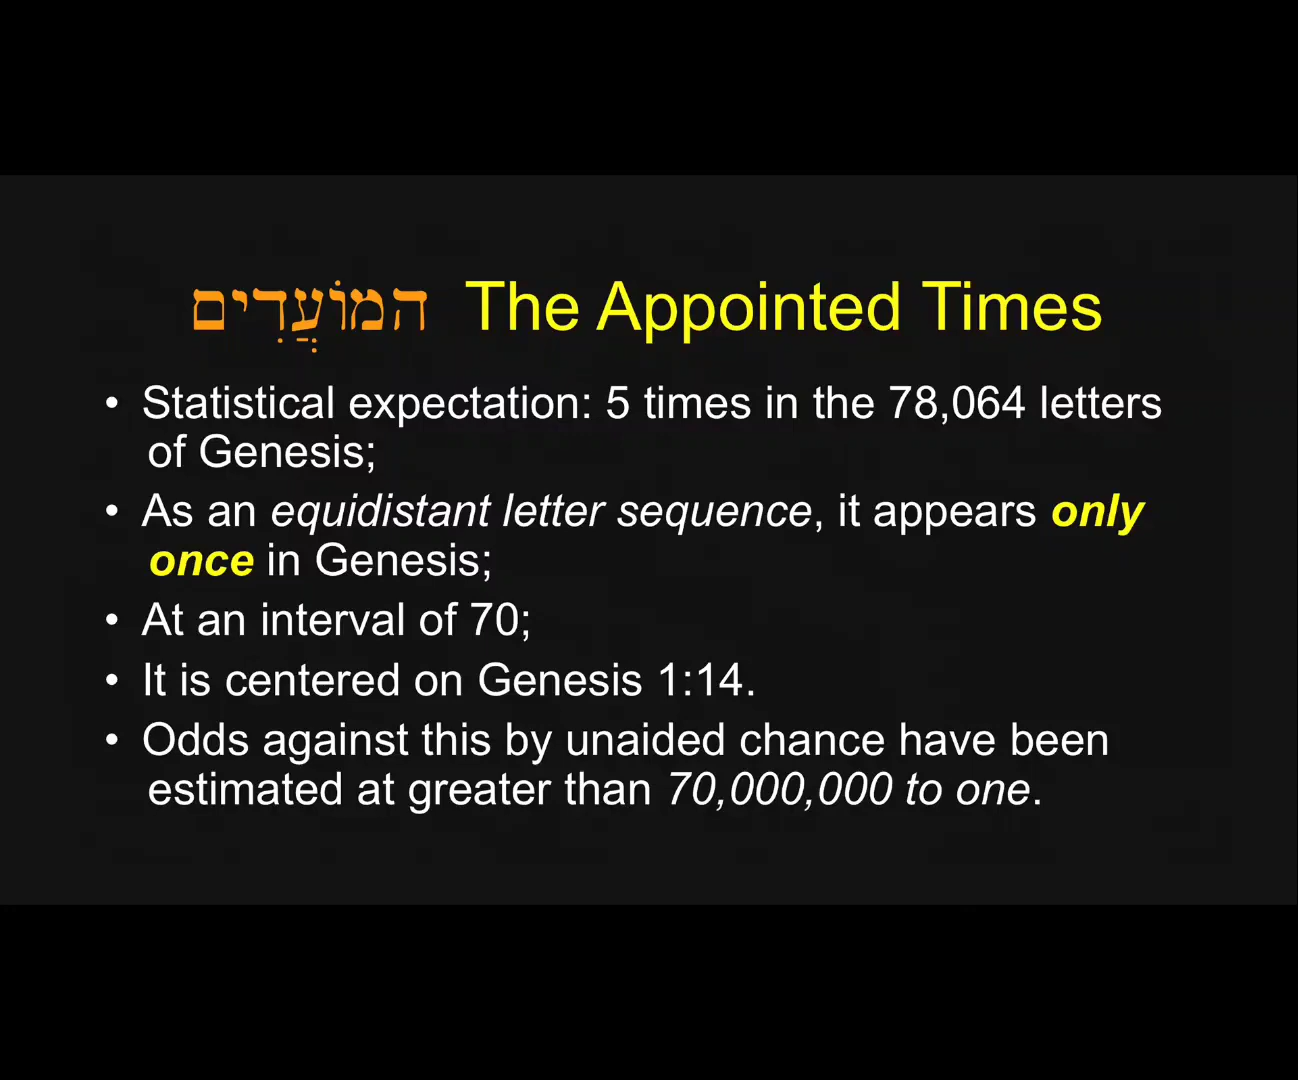 הַמּוֹעֲדִים The Appointed Times
• Statistical expectation: 5 times in the 78,064 letters
of Genesis;
• As an equidistant letter sequence, it appears only
once in Genesis;
• At an interval of 70;
• It is centered on Genesis 1:14.
• Odds against this by unaided chance have been
estimated at greater than 70,000,000 to one.